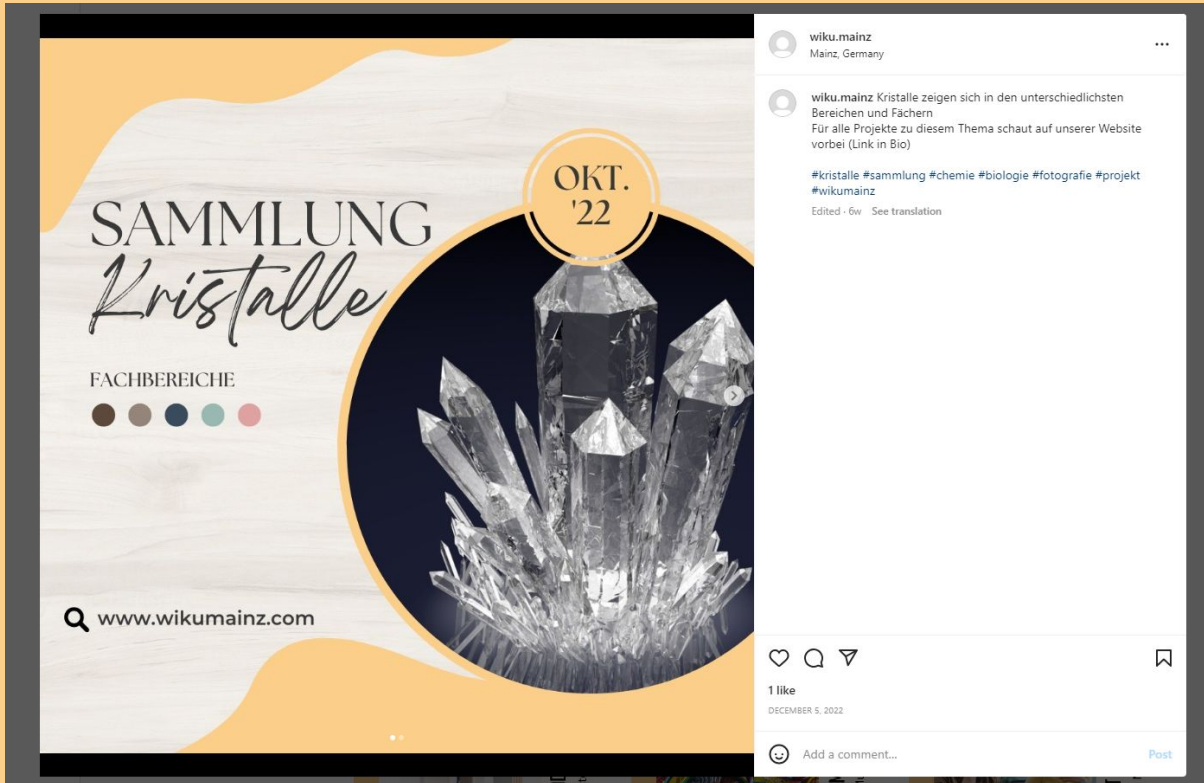 SAMMLUNG
Kristalle
OKT.
'22
FACHBEREICHE
www.wikumainz.com
wiku.mainz
Mainz, Germany
wiku.mainz Kristalle zeigen sich in den unterschiedlichsten
Bereichen und Fächern
Für alle Projekte zu diesem Thema schaut auf unserer Website
vorbei (Link in Bio)
#kristalle #sammlung #chemie #biologie #fotografie #projekt
#wikumainz
Edited · 6w See translation
1 like
DECEMBER 5, 2022
Add a comment...
Post